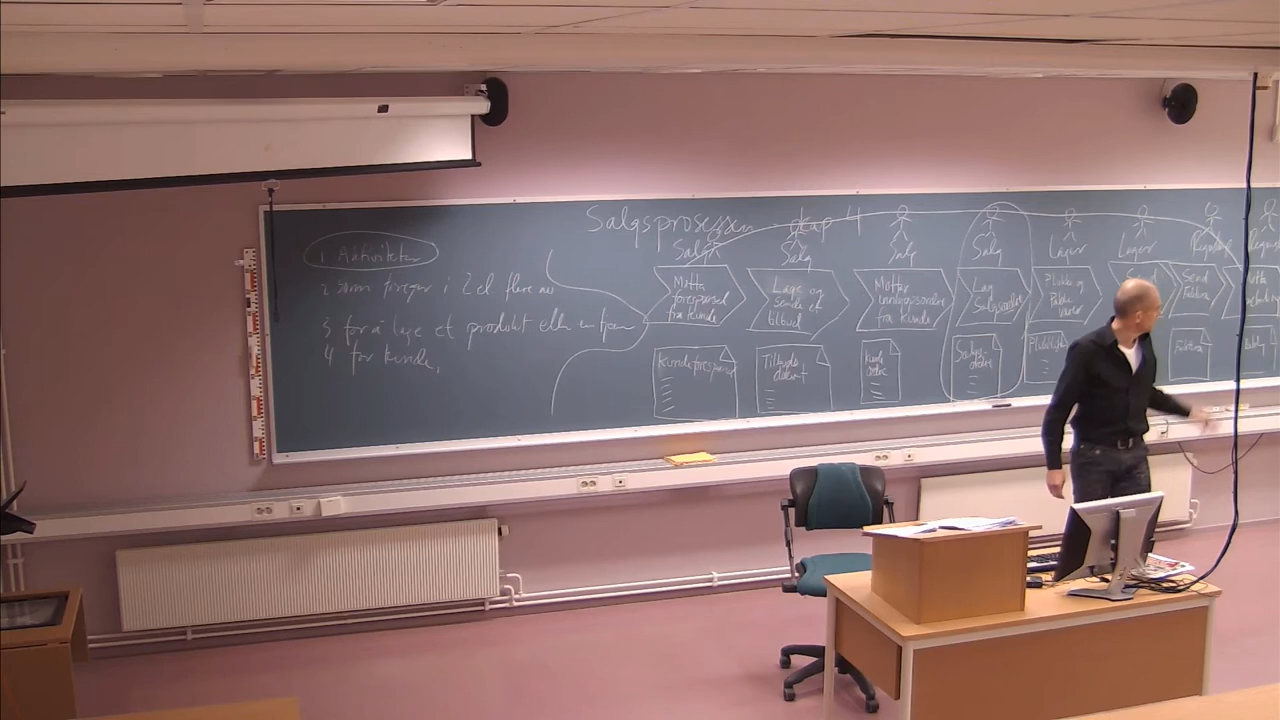 Salgsprosessen kap 4
1 Aktiviteter
2 som foregår i 2 el flere av
3 for å lage et produkt eller en tjen
4 for kunde,
Salg
Salg
Salg
Salg
Lager
Lager
Regnskap
Motta forespørsel fra kunde
Lage og sende et tilbud
Motta innkjøpsordre fra kunde
Lag Salgsordre
Plukke og Pakke varer
Send
Send Faktura
Kundeforespørsel
Tilbuds dokument
Kunde ordre
Salgs-ordre
Plukkliste
Faktura